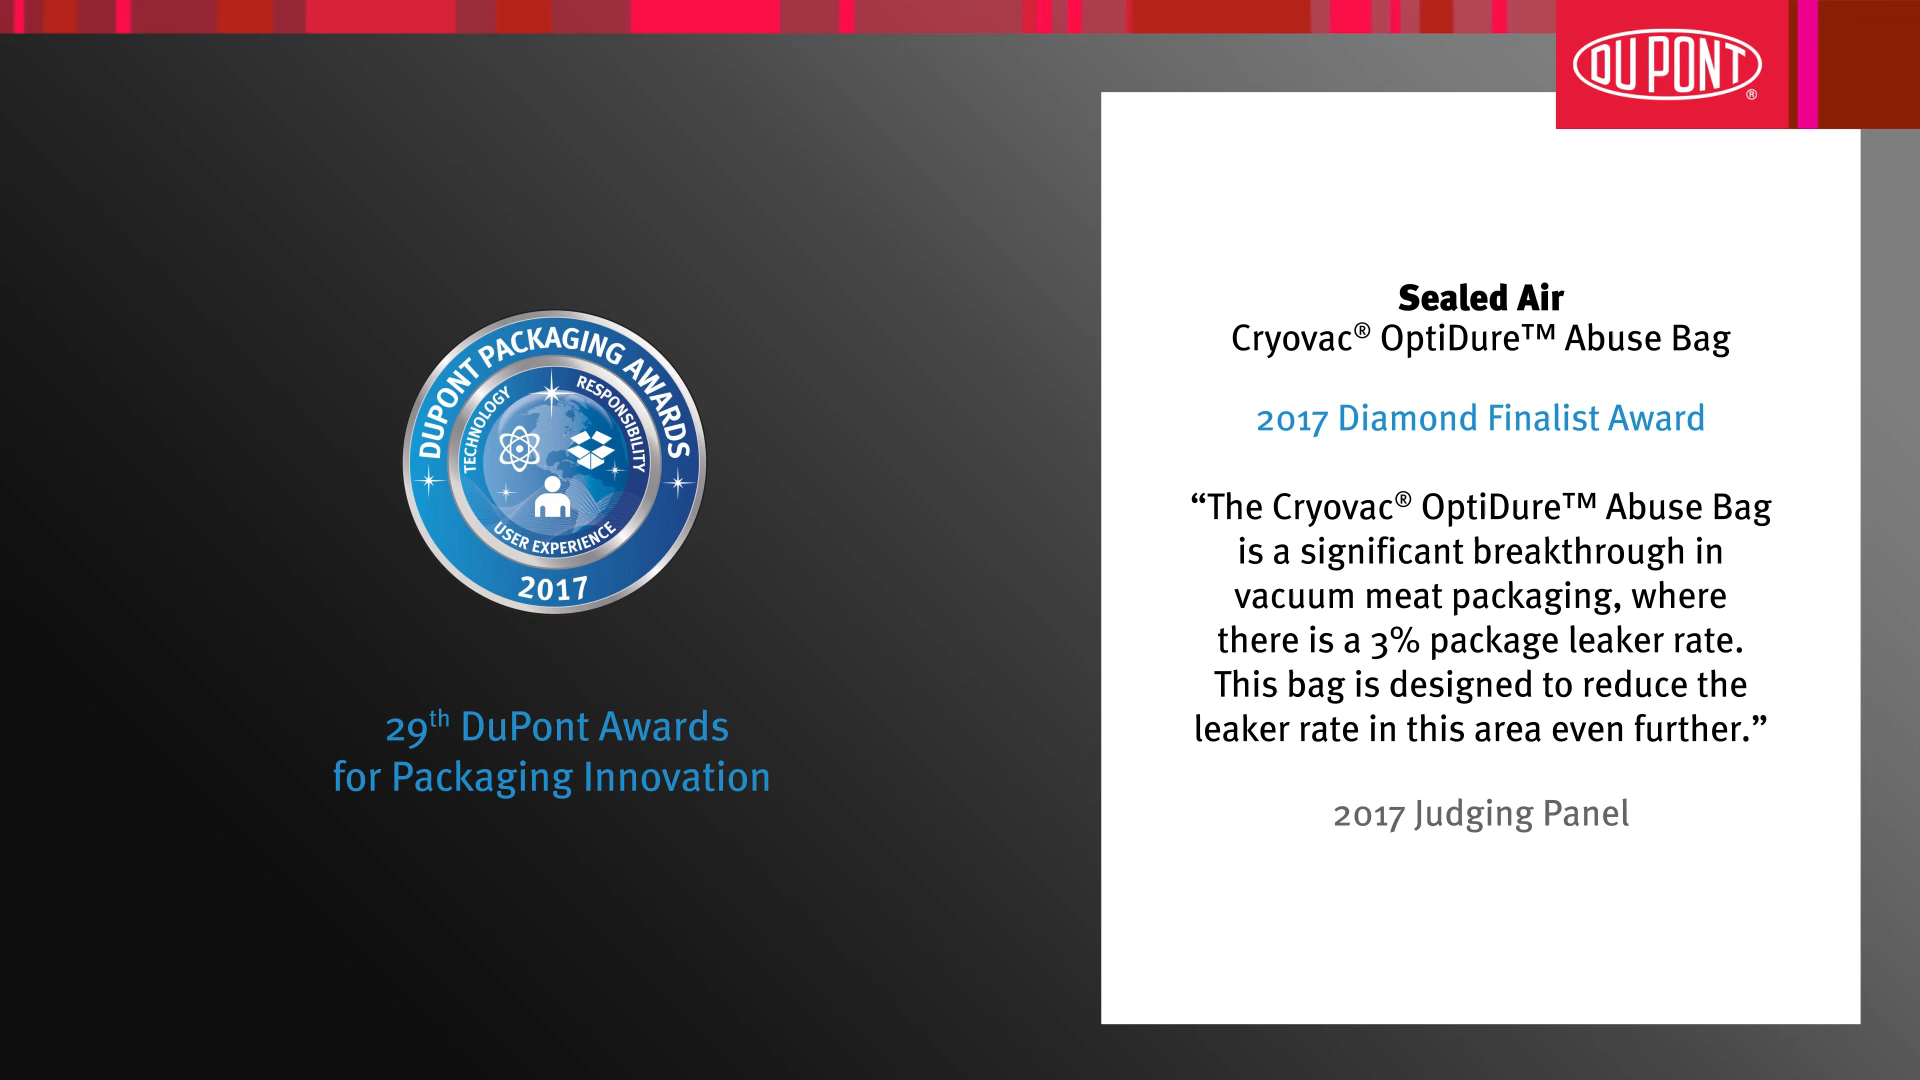 DU PONT
®
DUPONT PACKAGING AWARDS
TECHNOLOGY
RESPONSIBILITY
USER EXPERIENCE
2017
29th DuPont Awards
for Packaging Innovation
Sealed Air
Cryovac® OptiDure™ Abuse Bag
2017 Diamond Finalist Award
“The Cryovac® OptiDure™ Abuse Bag
is a significant breakthrough in
vacuum meat packaging, where
there is a 3% package leaker rate.
This bag is designed to reduce the
leaker rate in this area even further.”
2017 Judging Panel